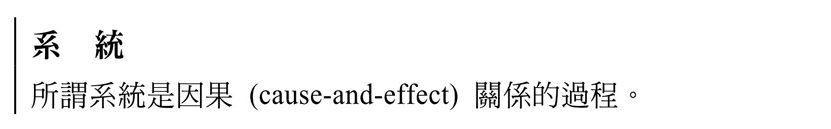 系　統
所謂系統是因果 (cause-and-effect) 關係的過程。